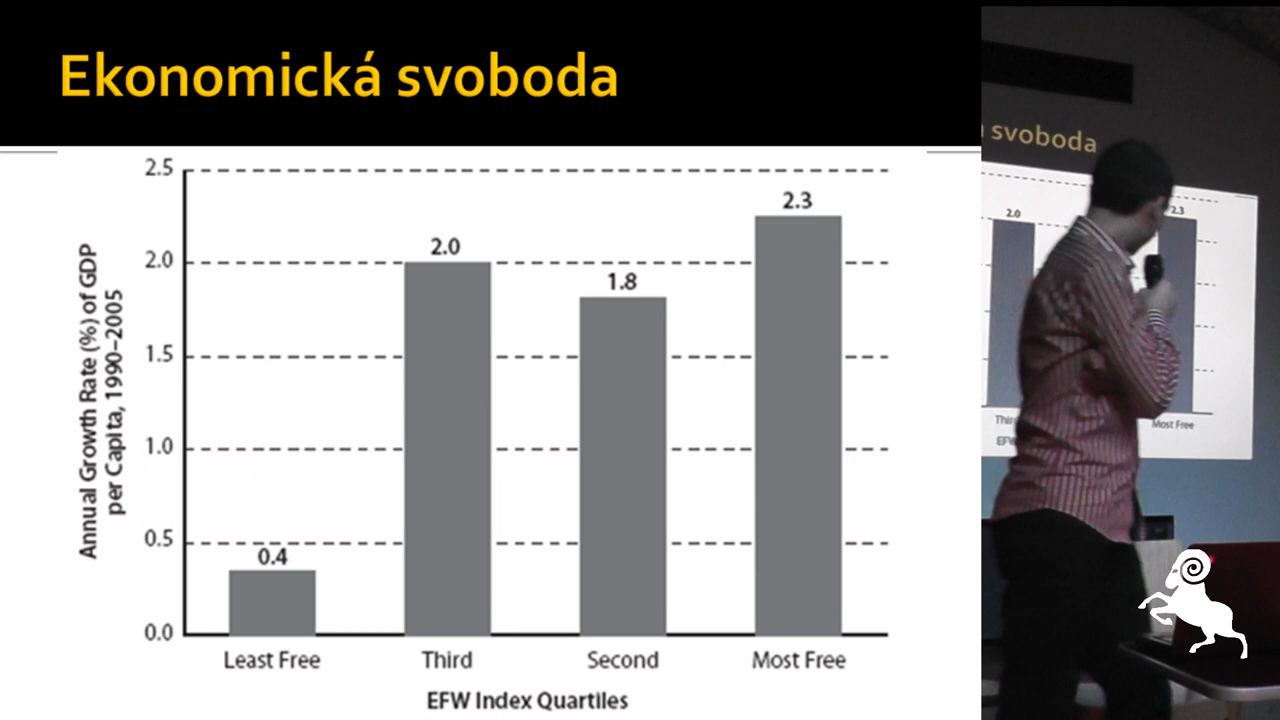 Ekonomická svoboda
2.5
2.0
1.5
1.0
0.5
0.0
Annual Growth Rate (%) of GDP
per Capita, 1990–2005
0.4
2.0
1.8
2.3
Least Free
Third
Second
Most Free
EFW Index Quartiles
svoboda
2.0
2.3
Most Free